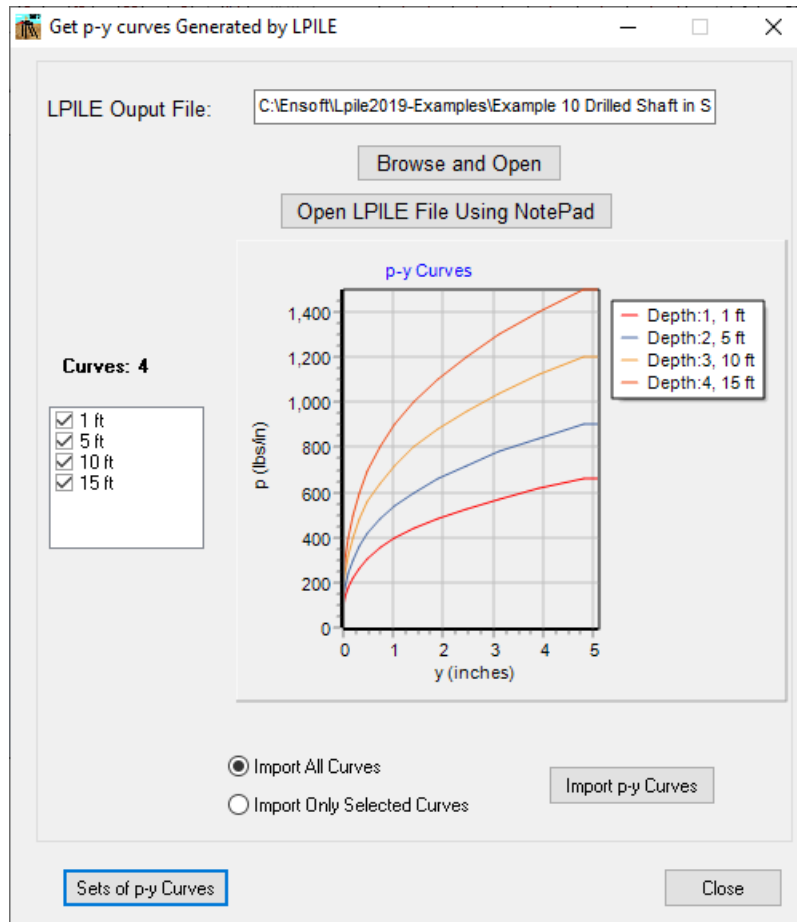 Get p-y curves Generated by LPILE
LPILE Ouput File:
C:\Ensoft\Lpile2019-Examples\Example 10 Drilled Shaft in S
Browse and Open
Open LPILE File Using NotePad
p-y Curves
1,400
1,200
1,000
800
600
400
200
0
p (lbs/in)
0 1 2 3 4 5
y (inches)
Depth:1, 1 ft
Depth:2, 5 ft
Depth:3, 10 ft
Depth:4, 15 ft
Curves: 4
1 ft
5 ft
10 ft
15 ft
Import All Curves
Import Only Selected Curves
Import p-y Curves
Sets of p-y Curves
Close